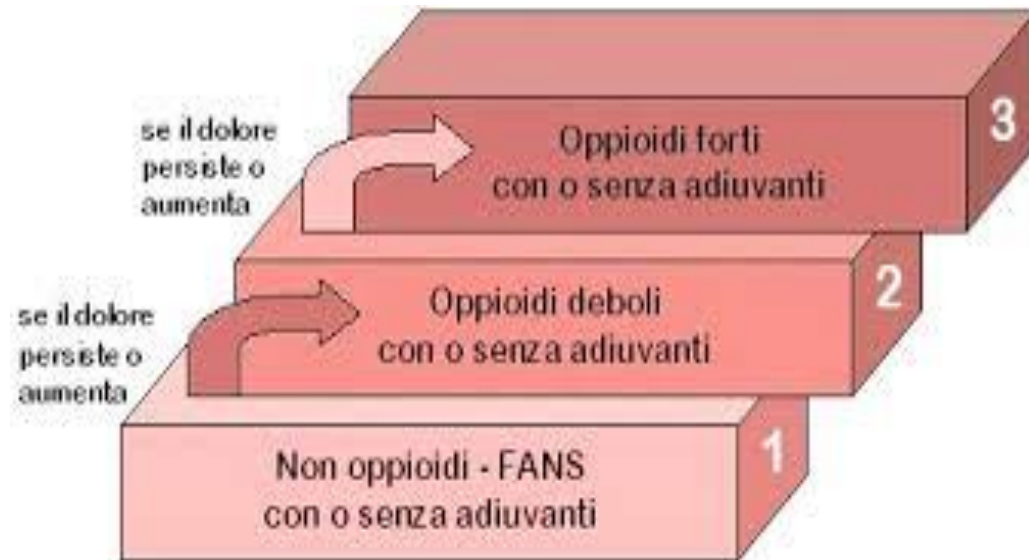 3
se il dolore
persiste o
aumenta
Oppioidi forti
con o senza adiuvanti
2
se il dolore
persiste o
aumenta
Oppioidi deboli
con o senza adiuvanti
1
Non oppioidi - FANS
con o senza adiuvanti